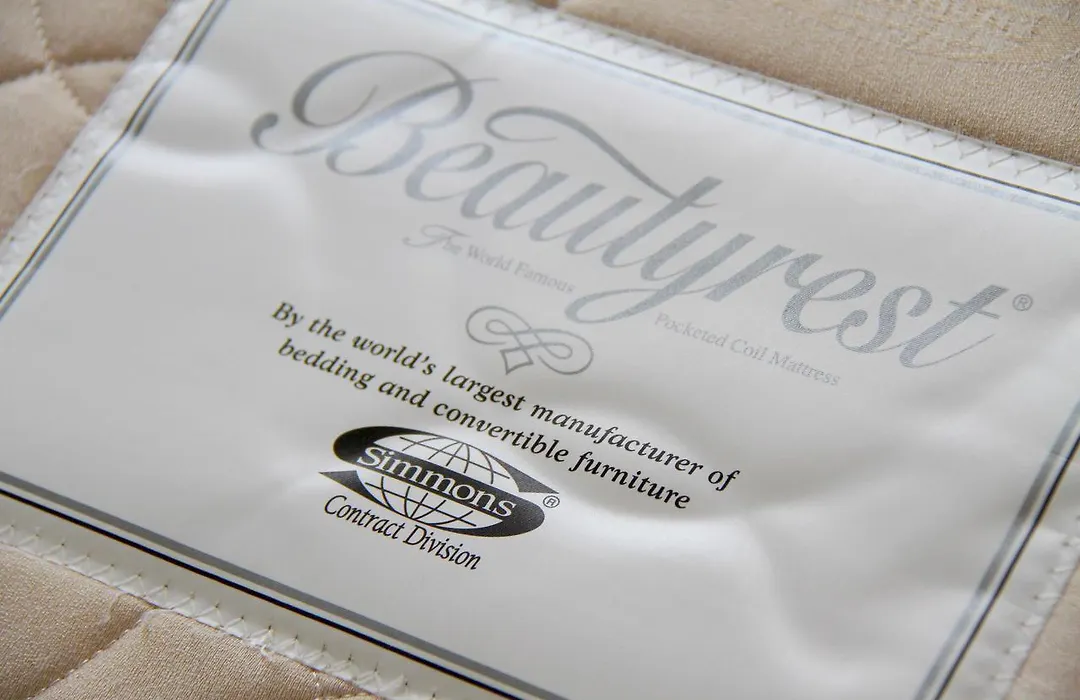 Beautyrest®
The World Famous
Pocketed Coil Mattress
By the world's largest manufacturer of
bedding and convertible furniture
Simmons®
Contract Division